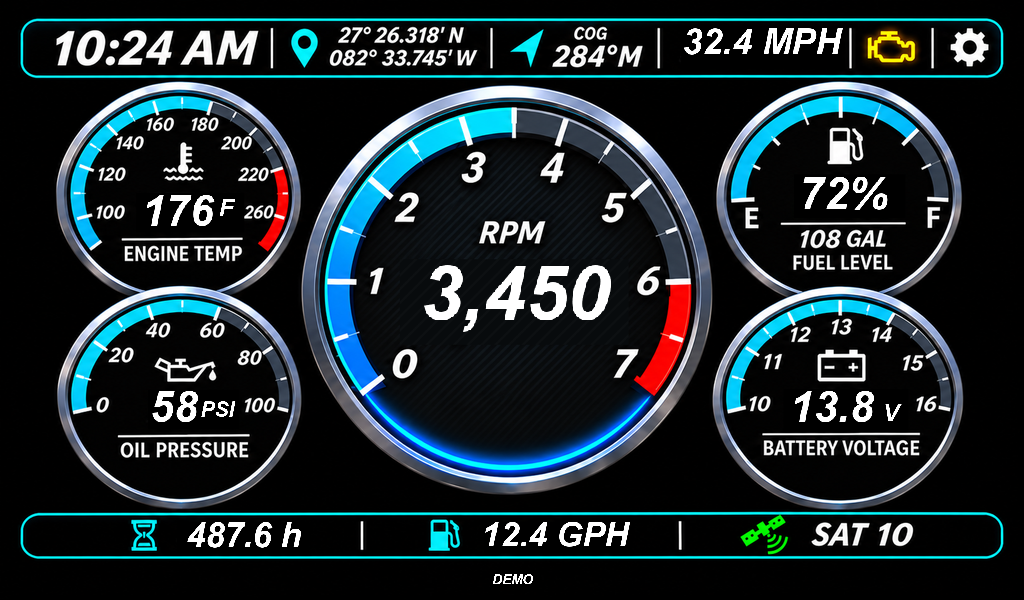 10:24 AM
27° 26.318' N
082° 33.745' W
COG
284°M
32.4 MPH
100
120
140
160
180
200
220
260
176 F
ENGINE TEMP
0
1
2
3
4
5
6
7
RPM
3,450
E
F
72%
108 GAL
FUEL LEVEL
0
20
40
60
80
100
58 PSI
OIL PRESSURE
10
11
12
13
14
15
16
13.8 V
BATTERY VOLTAGE
487.6 h
12.4 GPH
SAT 10
DEMO